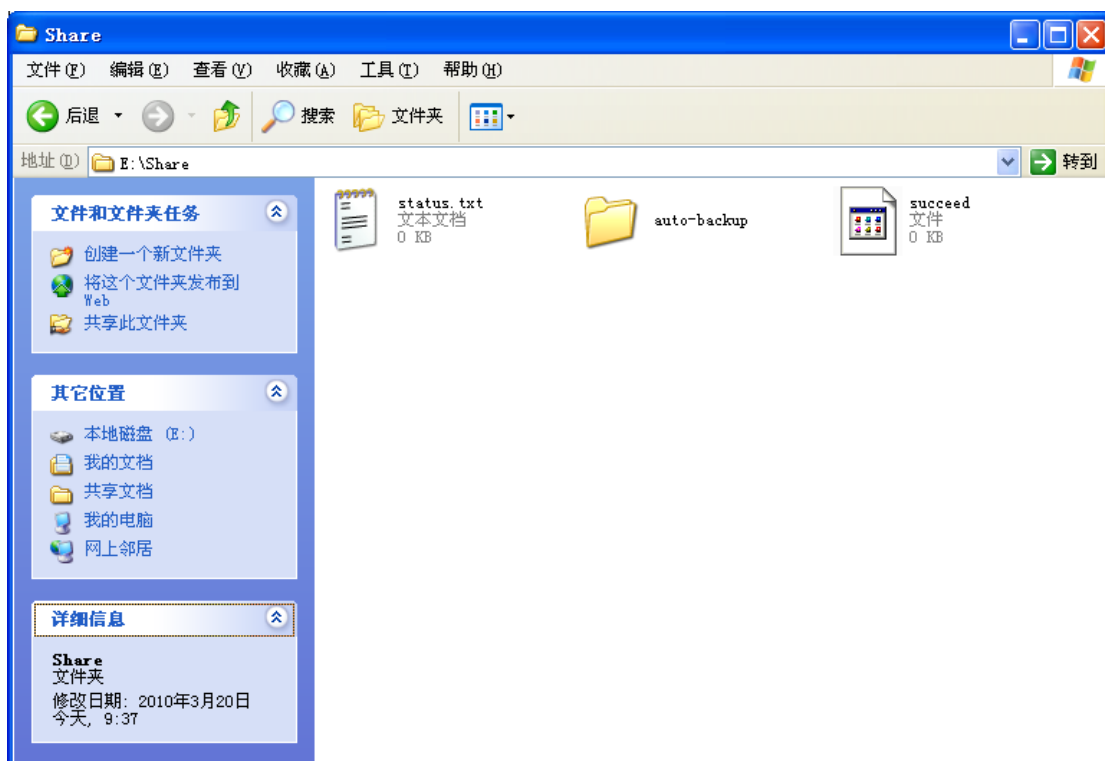 Share
文件(F) 编辑(E) 查看(V) 收藏(A) 工具(T) 帮助(H)
后退 搜索 文件夹
地址(D) E:\Share 转到
文件和文件夹任务
创建一个新文件夹
将这个文件夹发布到
Web
共享此文件夹
其它位置
本地磁盘 (E:)
我的文档
共享文档
我的电脑
网上邻居
详细信息
Share
文件夹
修改日期: 2010年3月20日
今天, 9:37
status.txt
文本文档
0 KB
auto-backup
succeed
文件
0 KB